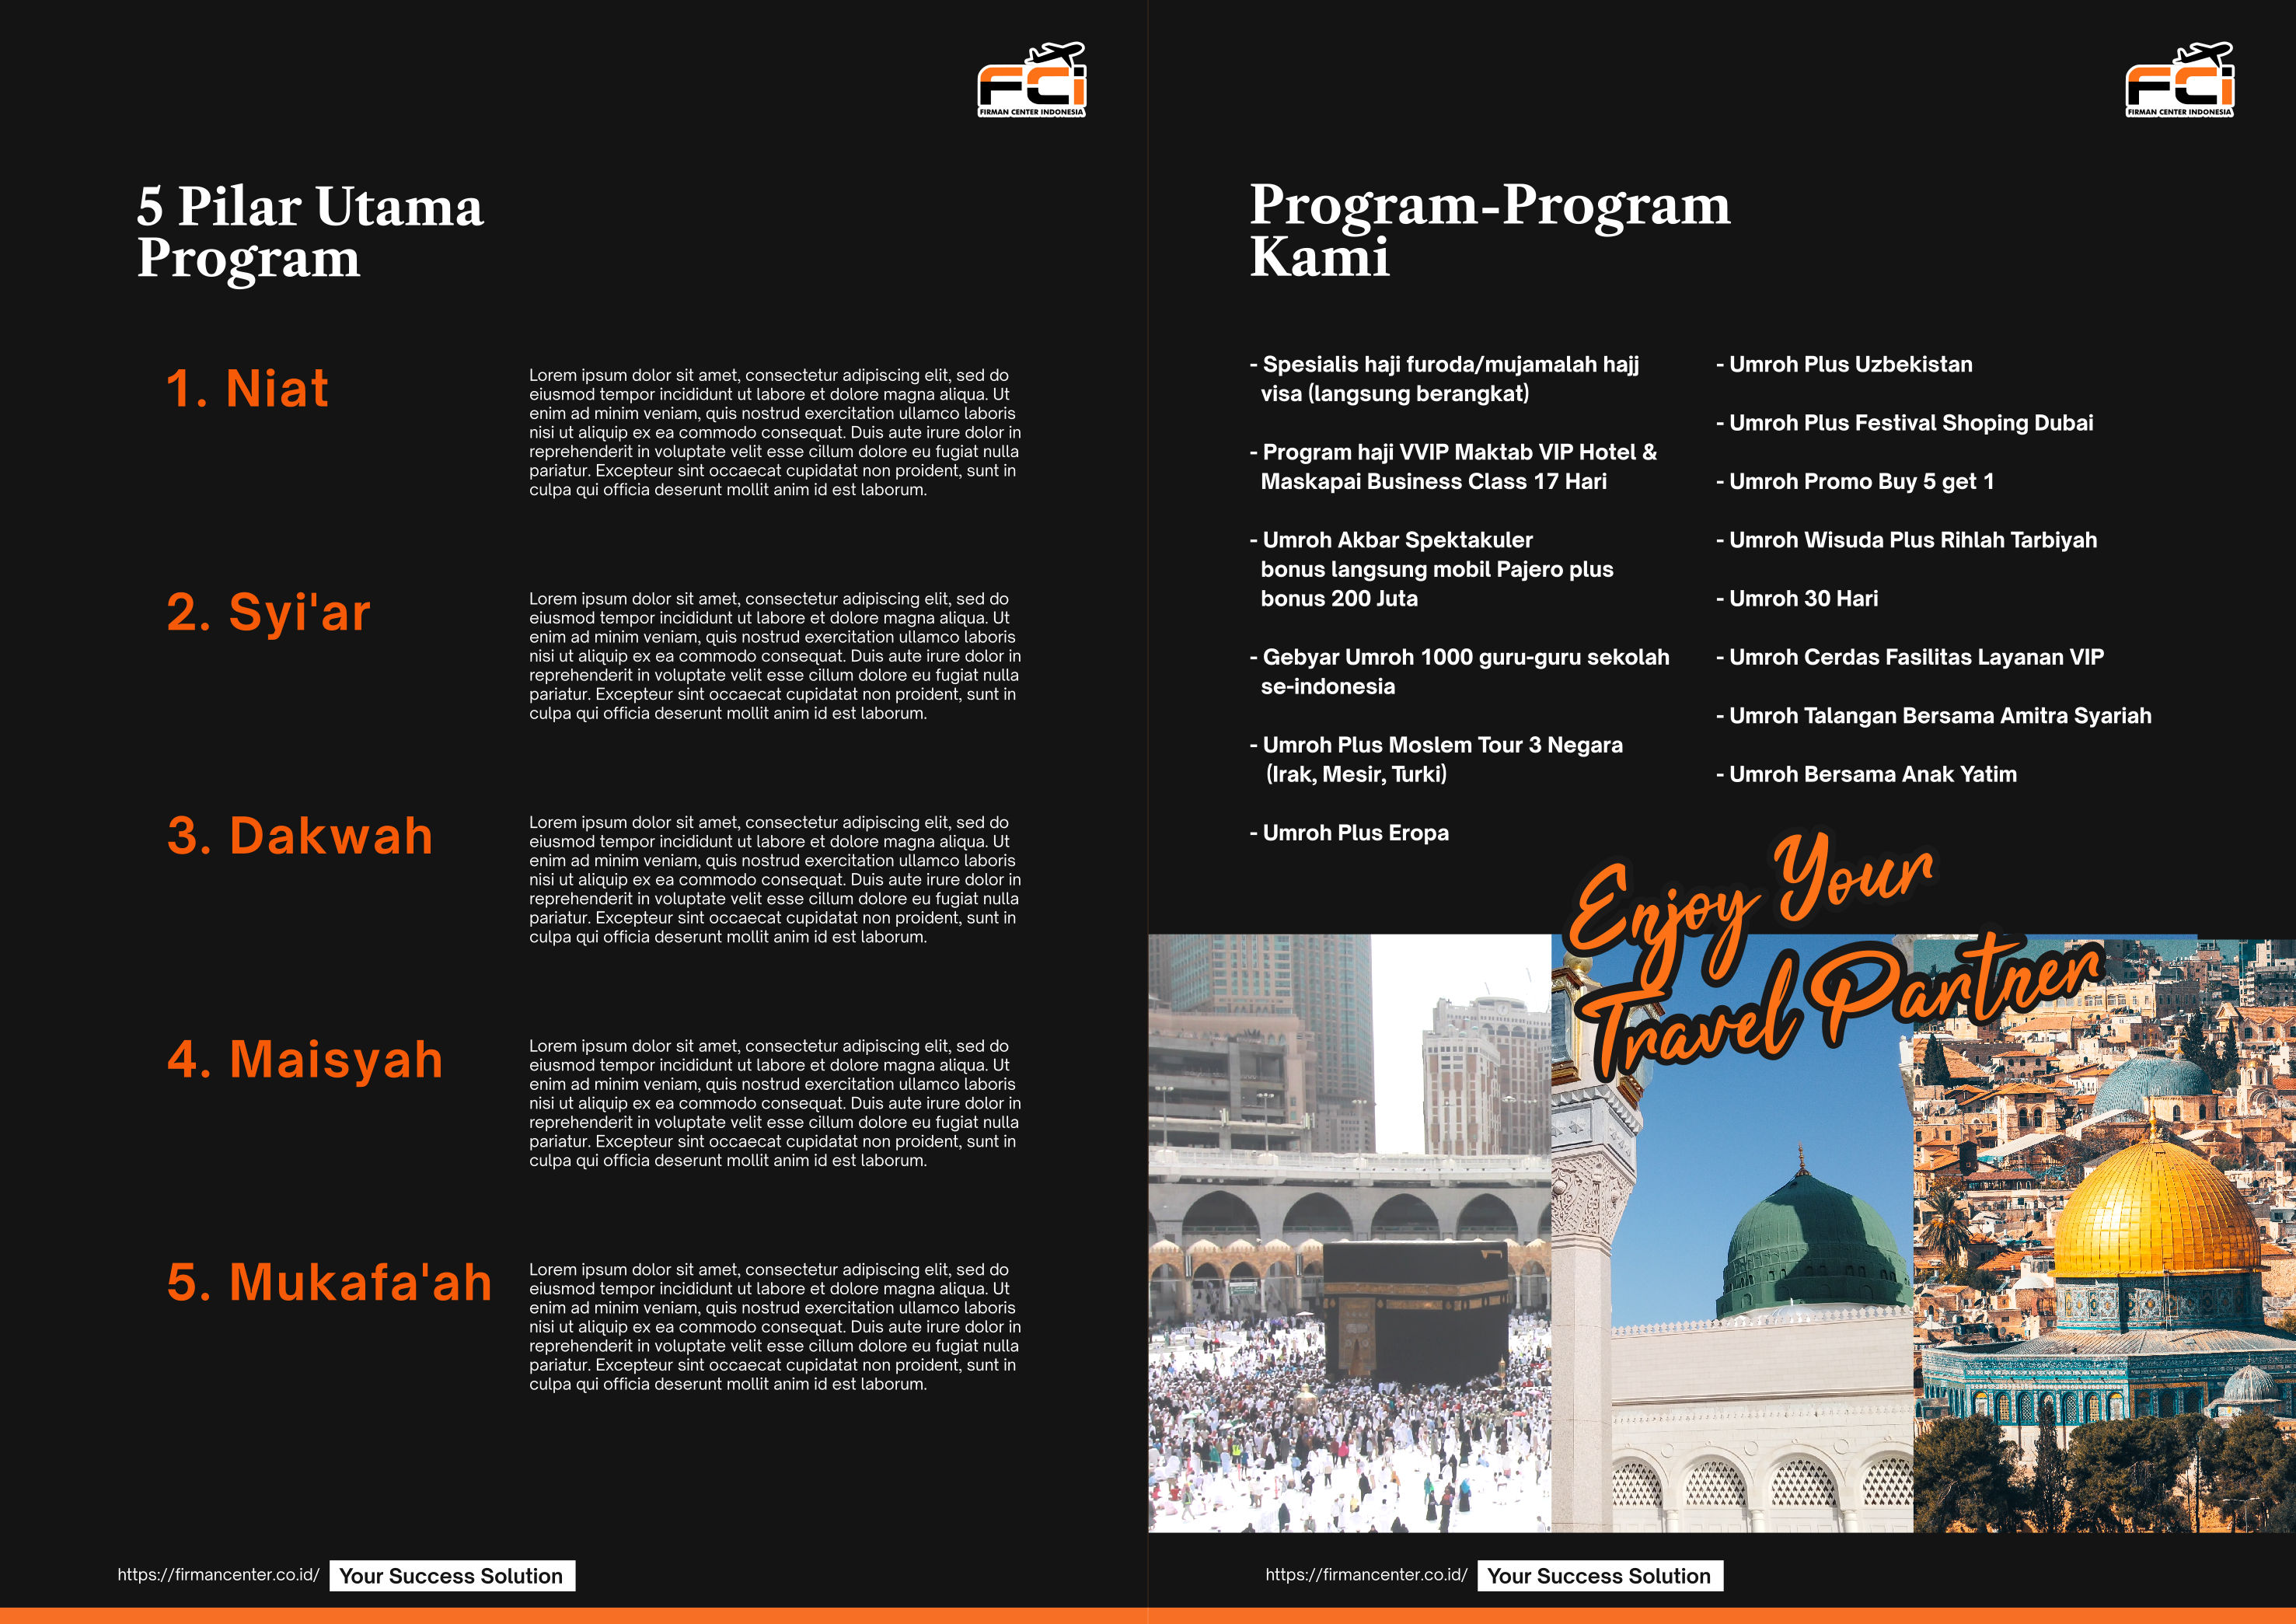 FCi
FIRMAN CENTER INDONESIA
5 Pilar Utama
Program
1. Niat
Lorem ipsum dolor sit amet, consectetur adipiscing elit, sed do
eiusmod tempor incididunt ut labore et dolore magna aliqua. Ut
enim ad minim veniam, quis nostrud exercitation ullamco laboris
nisi ut aliquip ex ea commodo consequat. Duis aute irure dolor in
reprehenderit in voluptate velit esse cillum dolore eu fugiat nulla
pariatur. Excepteur sint occaecat cupidatat non proident, sunt in
culpa qui officia deserunt mollit anim id est laborum.
2. Syi'ar
Lorem ipsum dolor sit amet, consectetur adipiscing elit, sed do
eiusmod tempor incididunt ut labore et dolore magna aliqua. Ut
enim ad minim veniam, quis nostrud exercitation ullamco laboris
nisi ut aliquip ex ea commodo consequat. Duis aute irure dolor in
reprehenderit in voluptate velit esse cillum dolore eu fugiat nulla
pariatur. Excepteur sint occaecat cupidatat non proident, sunt in
culpa qui officia deserunt mollit anim id est laborum.
3. Dakwah
Lorem ipsum dolor sit amet, consectetur adipiscing elit, sed do
eiusmod tempor incididunt ut labore et dolore magna aliqua. Ut
enim ad minim veniam, quis nostrud exercitation ullamco laboris
nisi ut aliquip ex ea commodo consequat. Duis aute irure dolor in
reprehenderit in voluptate velit esse cillum dolore eu fugiat nulla
pariatur. Excepteur sint occaecat cupidatat non proident, sunt in
culpa qui officia deserunt mollit anim id est laborum.
4. Maisyah
Lorem ipsum dolor sit amet, consectetur adipiscing elit, sed do
eiusmod tempor incididunt ut labore et dolore magna aliqua. Ut
enim ad minim veniam, quis nostrud exercitation ullamco laboris
nisi ut aliquip ex ea commodo consequat. Duis aute irure dolor in
reprehenderit in voluptate velit esse cillum dolore eu fugiat nulla
pariatur. Excepteur sint occaecat cupidatat non proident, sunt in
culpa qui officia deserunt mollit anim id est laborum.
5. Mukafa'ah
Lorem ipsum dolor sit amet, consectetur adipiscing elit, sed do
eiusmod tempor incididunt ut labore et dolore magna aliqua. Ut
enim ad minim veniam, quis nostrud exercitation ullamco laboris
nisi ut aliquip ex ea commodo consequat. Duis aute irure dolor in
reprehenderit in voluptate velit esse cillum dolore eu fugiat nulla
pariatur. Excepteur sint occaecat cupidatat non proident, sunt in
culpa qui officia deserunt mollit anim id est laborum.
https://firmancenter.co.id/ Your Success Solution
FCi
FIRMAN CENTER INDONESIA
Program-Program
Kami
- Spesialis haji furoda/mujamalah hajj
visa (langsung berangkat)
- Program haji VVIP Maktab VIP Hotel &
Maskapai Business Class 17 Hari
- Umroh Akbar Spektakuler
bonus langsung mobil Pajero plus
bonus 200 Juta
- Gebyar Umroh 1000 guru-guru sekolah
se-indonesia
- Umroh Plus Moslem Tour 3 Negara
(Irak, Mesir, Turki)
- Umroh Plus Eropa
- Umroh Plus Uzbekistan
- Umroh Plus Festival Shoping Dubai
- Umroh Promo Buy 5 get 1
- Umroh Wisuda Plus Rihlah Tarbiyah
- Umroh 30 Hari
- Umroh Cerdas Fasilitas Layanan VIP
- Umroh Talangan Bersama Amitra Syariah
- Umroh Bersama Anak Yatim
Enjoy Your
Travel Partner
https://firmancenter.co.id/ Your Success Solution